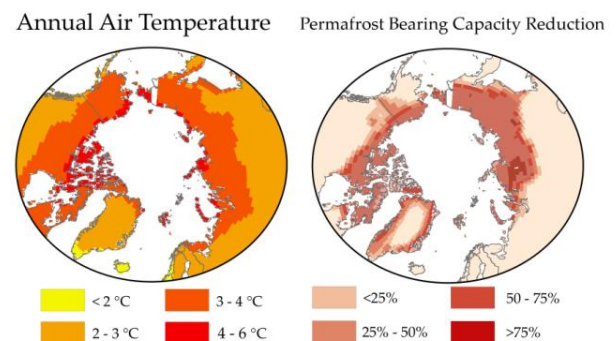 Annual Air Temperature
Permafrost Bearing Capacity Reduction
< 2 °C
3 - 4 °C
2 - 3 °C
4 - 6 °C
<25%
50 - 75%
25% - 50%
>75%